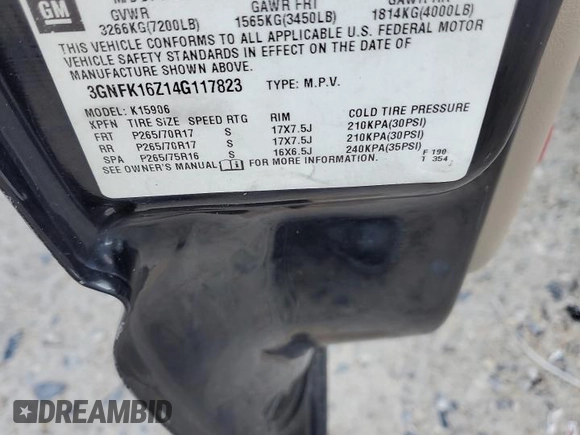 GM
GVWR GAWR FRT
3266KG(7200LB) 1565KG(3450LB) 1814KG(4000LB)
THIS VEHICLE CONFORMS TO ALL APPLICABLE U.S. FEDERAL MOTOR
VEHICLE SAFETY STANDARDS IN EFFECT ON THE DATE OF
MANUFACTURE SHOWN ABOVE.
3GNFK16Z14G117823 TYPE: M.P.V.
MODEL: K15906
XPFN TIRE SIZE SPEED RTG RIM COLD TIRE PRESSURE
FRT P265/70R17 S 17X7.5J 210KPA(30PSI)
RR P265/70R17 S 17X7.5J 210KPA(30PSI)
SPA P265/75R16 S 16X6.5J 240KPA(35PSI)
SEE OWNER'S MANUAL FOR MORE INFORMATION
F 190
T 354
DREAMBID